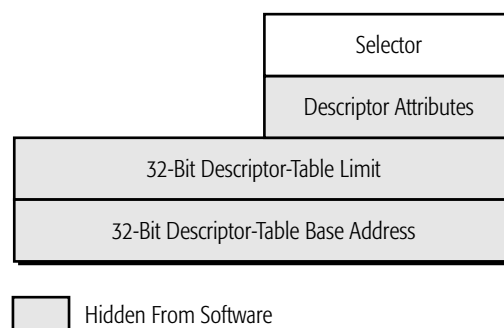 Selector
Descriptor Attributes
32-Bit Descriptor-Table Limit
32-Bit Descriptor-Table Base Address
Hidden From Software